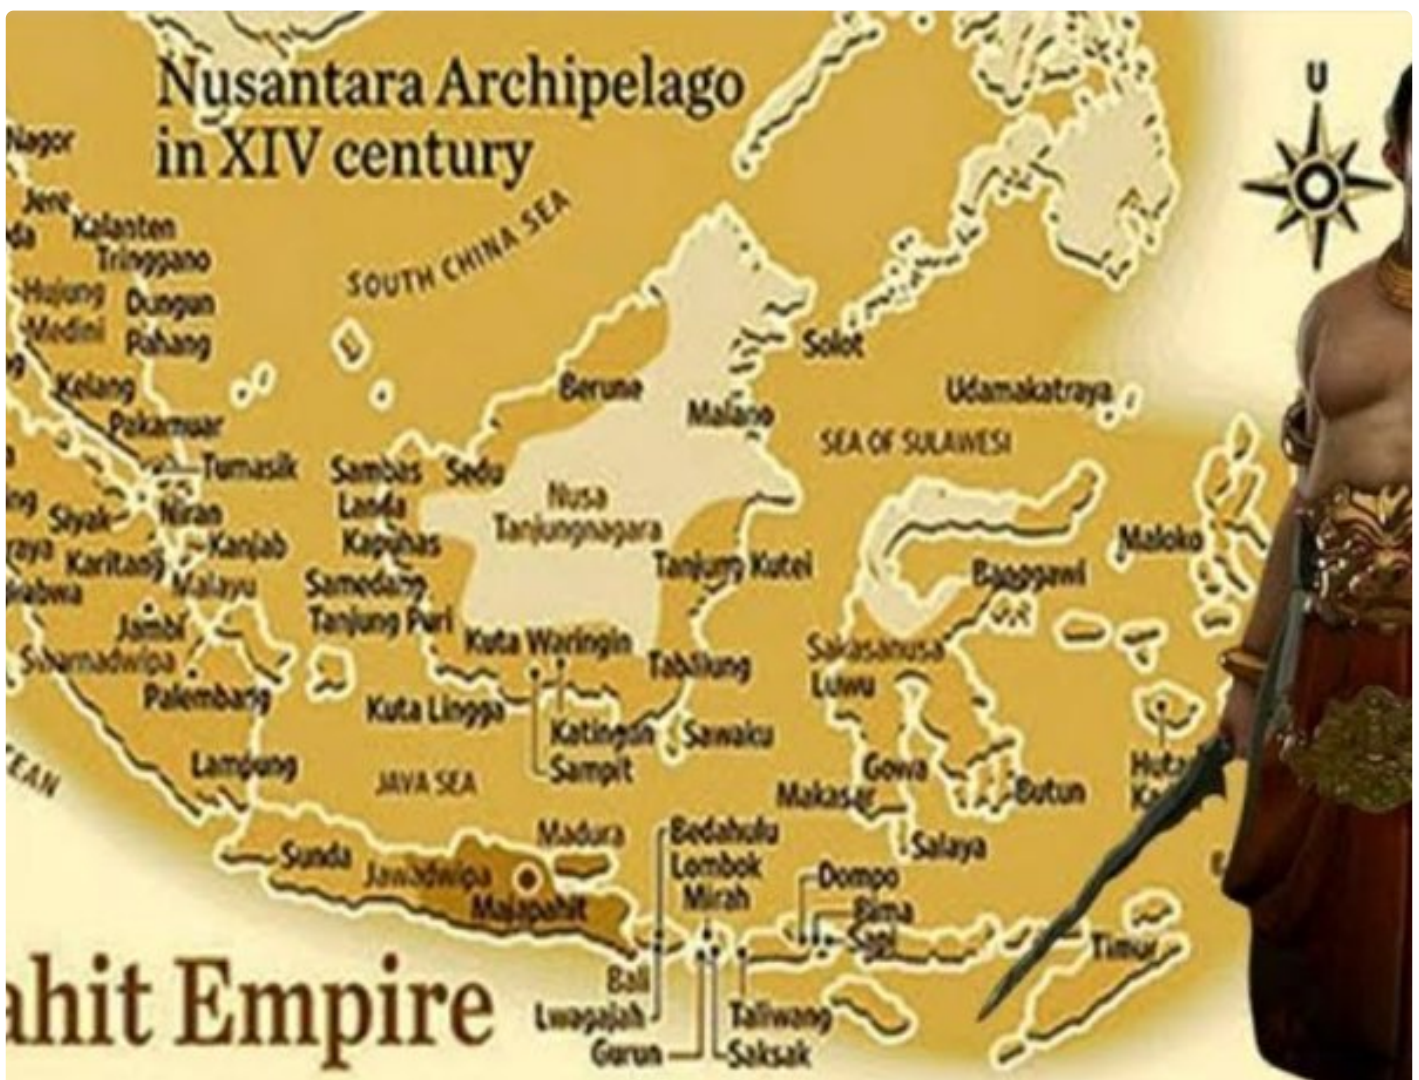 Nusantara Archipelago
in XIV century
U
Nagor
Jere
Kalanten
Tringgano
Hujung
Dungun
Medini
Pahang
Kelang
Pakamuar
SOUTH CHINA SEA
Solot
Berune
Malano
Udamakatraya
SEA OF SULAWESI
Tumasik
Sambas
Sedu
Landa
Kapuhas
Nusa
Tanjungnagara
Siyak
Niran
Kanjab
Karitang
Malayu
Samedang
Tanjung Puri
Tanjung Kutei
Maloko
Banggawi
Jambi
Swarnadwipa
Palembang
Lampung
Kuta Waringin
Tabalung
Kuta Lingga
Katingan
Sampit
Sawaku
Sakasanusa
Luwu
Gowa
Makasar
Butun
Salaya
JAVA SEA
Sunda
Jawadwipa
Majapahit
Madura
Bedahulu
Lombok
Mirah
Dompo
Bima
Timur
Bali
Lwagajah
Gurun
Taliwang
Saksak
ahit Empire